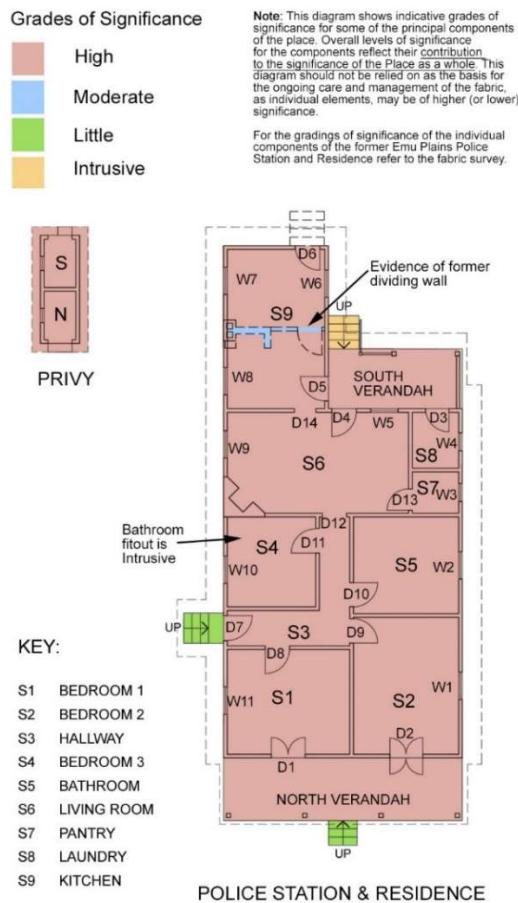 Grades of Significance
High
Moderate
Little
Intrusive
Note: This diagram shows indicative grades of
significance for some of the principal components
of the place. Overall levels of significance
for the components reflect their contribution
to the significance of the Place as a whole. This
diagram should not be relied on as the basis for
the ongoing care and management of the fabric,
as individual elements, may be of higher (or lower)
significance.
For the gradings of significance of the individual
components of the former Emu Plains Police
Station and Residence refer to the fabric survey.
S
N
PRIVY
D6
W7
W6
Evidence of former
dividing wall
S9
UP
W8
D5
SOUTH
VERANDAH
D14
D4
W5
D3
W9
W4
S6
S8
S7
W3
D13
D12
Bathroom
fitout is
Intrusive
S4
D11
W10
S5
W2
D10
UP
D7
S3
D9
D8
W11
S1
S2
W1
D2
D1
NORTH VERANDAH
UP
KEY:
S1 BEDROOM 1
S2 BEDROOM 2
S3 HALLWAY
S4 BEDROOM 3
S5 BATHROOM
S6 LIVING ROOM
S7 PANTRY
S8 LAUNDRY
S9 KITCHEN
POLICE STATION & RESIDENCE